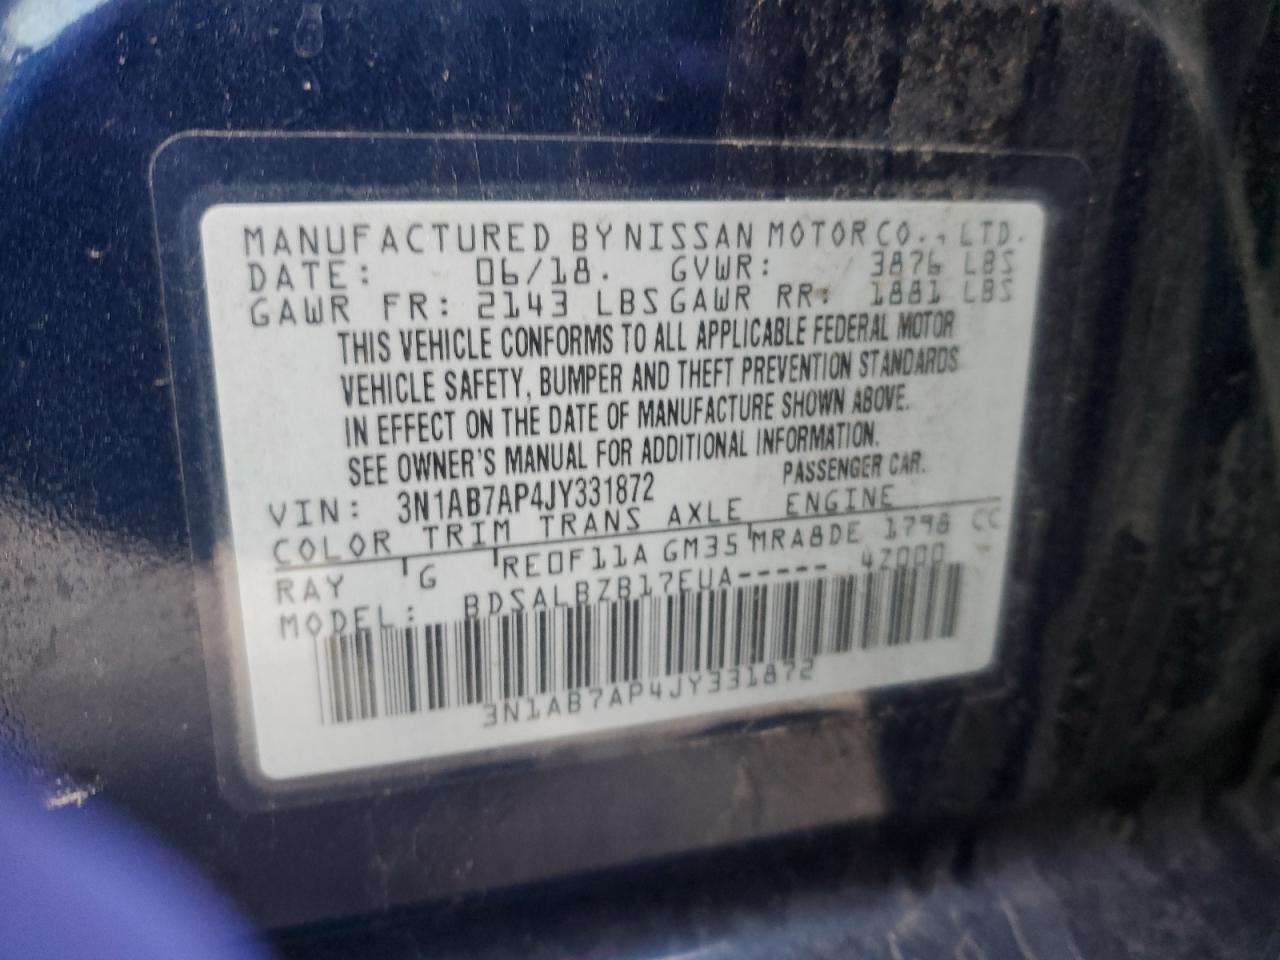 MANUFACTURED BY NISSAN MOTOR CO., LTD.
DATE: 06/18. GVWR: 3876 LBS
GAWR FR: 2143 LBS GAWR RR: 1881 LBS
THIS VEHICLE CONFORMS TO ALL APPLICABLE FEDERAL MOTOR
VEHICLE SAFETY, BUMPER AND THEFT PREVENTION STANDARDS
IN EFFECT ON THE DATE OF MANUFACTURE SHOWN ABOVE.
SEE OWNER'S MANUAL FOR ADDITIONAL INFORMATION.
VIN: 3N1AB7AP4JY331872 PASSENGER CAR.
COLOR TRIM TRANS AXLE ENGINE
RAY G RE0F11A GM35 MRA8DE 1798 CC
MODEL: BDSALBZB17EUA----- 4Z000
3N1AB7AP4JY331872